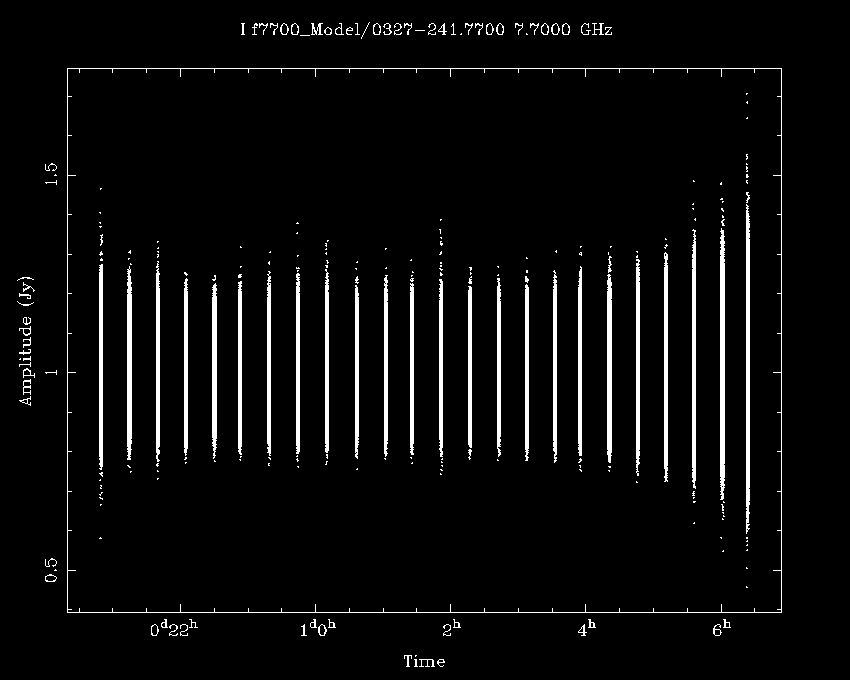 I f7700_Model/0327-241.7700 7.7000 GHz
1.5
1
0.5
Amplitude (Jy)
0ᵈ22ʰ 1ᵈ0ʰ 2ʰ 4ʰ 6ʰ
Time